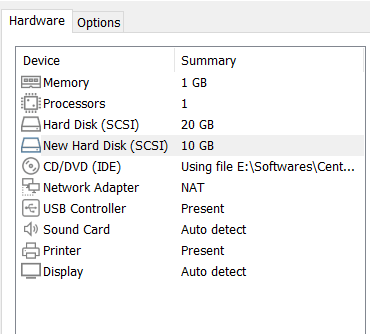 Hardware Options
Device Summary
Memory 1 GB
Processors 1
Hard Disk (SCSI) 20 GB
New Hard Disk (SCSI) 10 GB
CD/DVD (IDE) Using file E:\Softwares\Cent...
Network Adapter NAT
USB Controller Present
Sound Card Auto detect
Printer Present
Display Auto detect